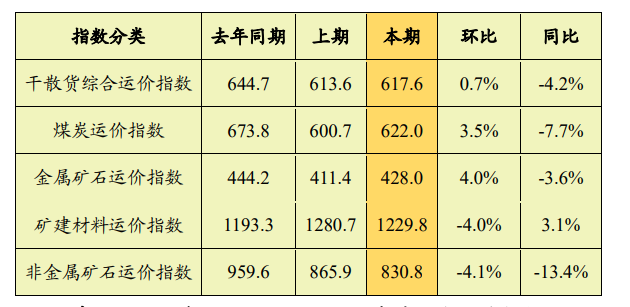 指数分类 去年同期 上期 本期 环比 同比
干散货综合运价指数 644.7 613.6 617.6 0.7% -4.2%
煤炭运价指数 673.8 600.7 622.0 3.5% -7.7%
金属矿石运价指数 444.2 411.4 428.0 4.0% -3.6%
矿建材料运价指数 1193.3 1280.7 1229.8 -4.0% 3.1%
非金属矿石运价指数 959.6 865.9 830.8 -4.1% -13.4%